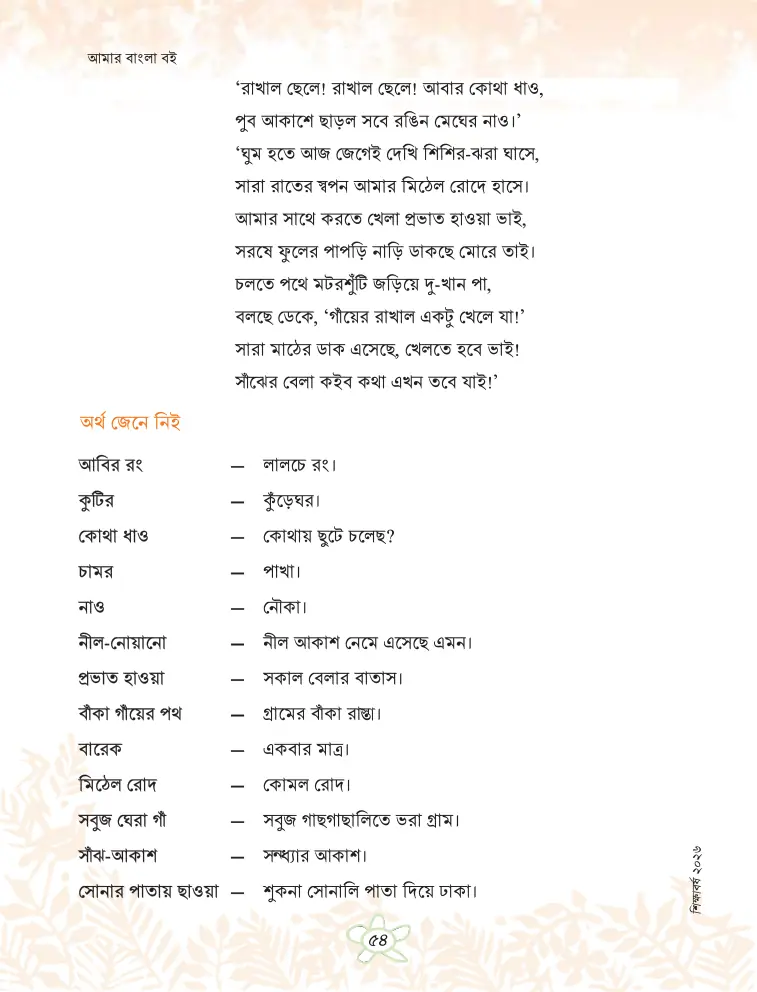 আমার বাংলা বই
‘রাখাল ছেলে! রাখাল ছেলে! আবার কোথা ধাও,
পুব আকাশে ছাড়ল সবে রঙিন মেঘের নাও।’
‘ঘুম হতে আজ জেগেই দেখি শিশির-ঝরা ঘাসে,
সারা রাতের স্বপন আমার মিঠেল রোদে হাসে।
আমার সাথে করতে খেলা প্রভাত হাওয়া ভাই,
সরষে ফুলের পাপড়ি নাড়ি ডাকছে মোরে তাই।
চলতে পথে মটরশুঁটি জড়িয়ে দু-খান পা,
বলছে ডেকে, ‘গাঁয়ের রাখাল একটু খেলে যা!’
সারা মাঠের ডাক এসেছে, খেলতে হবে ভাই!
সাঁঝের বেলা কইব কথা এখন তবে যাই!’
অর্থ জেনে নিই
আবির রং – লালচে রং।
কুটির – কুঁড়েঘর।
কোথা ধাও – কোথায় ছুটে চলেছ?
চামর – পাখা।
নাও – নৌকা।
নীল-নোয়ানো – নীল আকাশ নেমে এসেছে এমন।
প্রভাত হাওয়া – সকাল বেলার বাতাস।
বাঁকা গাঁয়ের পথ – গ্রামের বাঁকা রাস্তা।
বারেক – একবার মাত্র।
মিঠেল রোদ – কোমল রোদ।
সবুজ ঘেরা গাঁ – সবুজ গাছগাছালিতে ভরা গ্রাম।
সাঁঝ-আকাশ – সন্ধ্যার আকাশ।
সোনার পাতায় ছাওয়া – শুকনা সোনালি পাতা দিয়ে ঢাকা।
শিক্ষাবর্ষ ২০২৬
৫৪